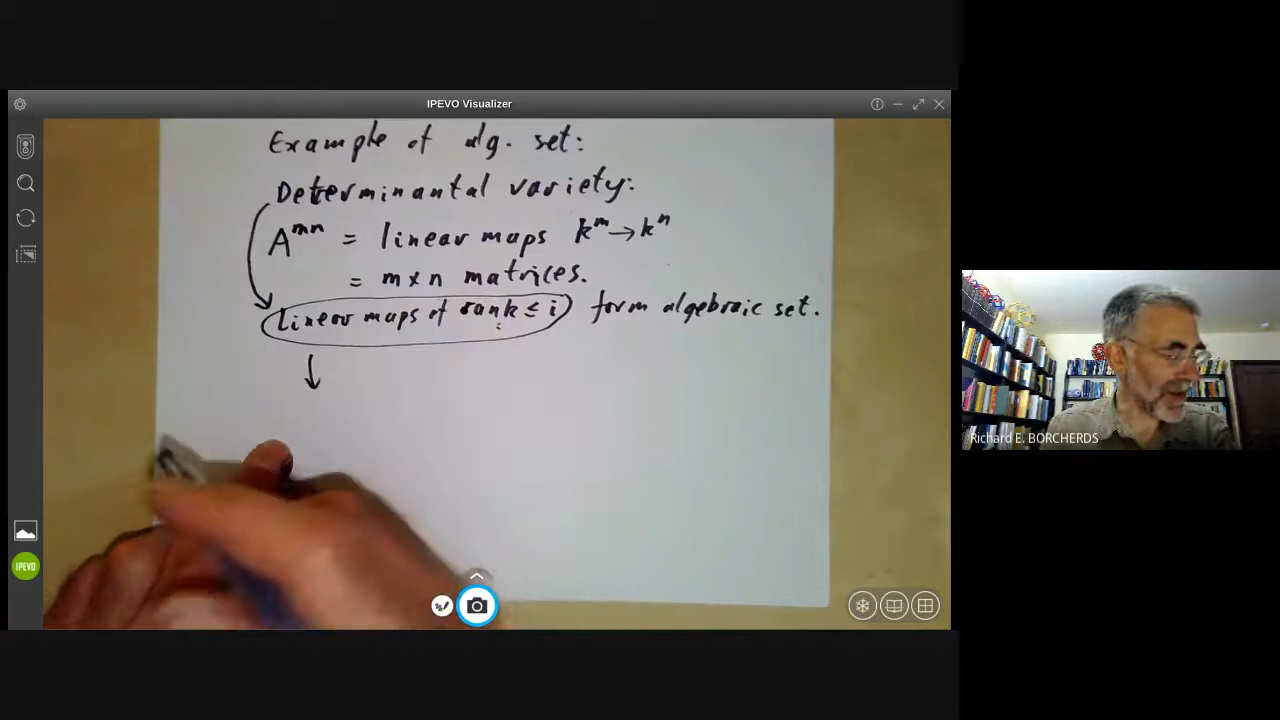 IPEVO Visualizer
Example of alg. set:
Determinantal variety:
A^mn = linear maps k^m → k^n
= m x n matrices.
linear maps of rank ≤ i form algebraic set.
↓
Richard E. BORCHERDS
IPEVO